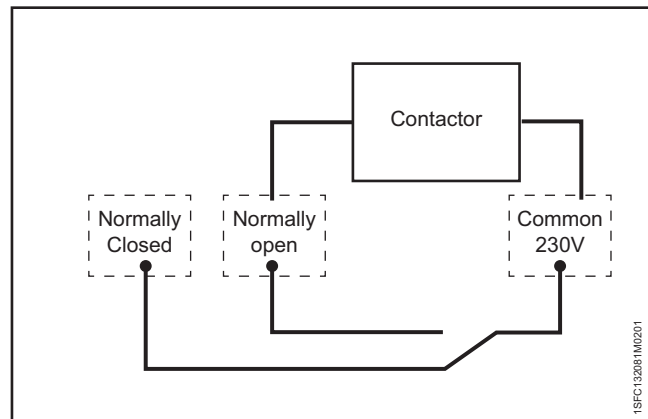 Contactor
Normally
Closed
Normally
open
Common
230V
1SFC132081M0201